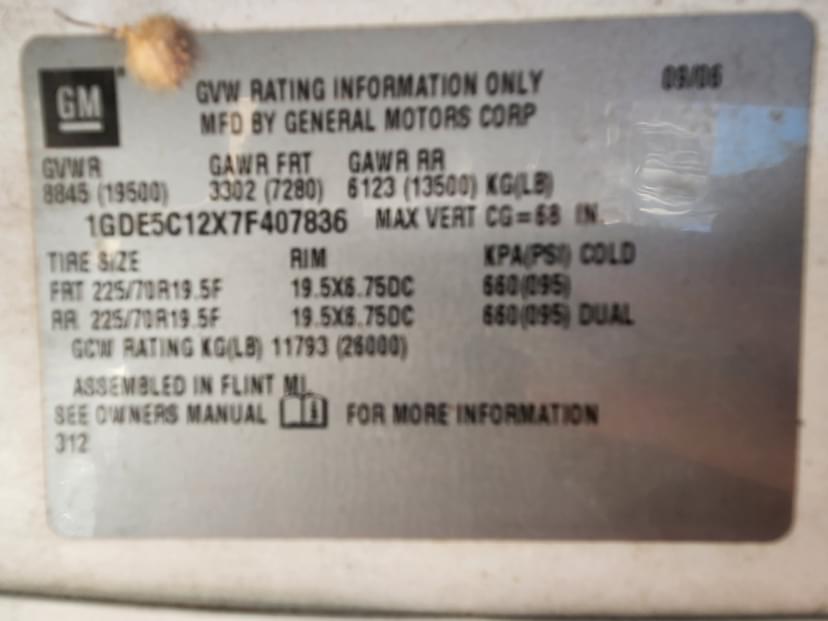 GM
GVW RATING INFORMATION ONLY 09/06
MFD BY GENERAL MOTORS CORP
GVWR GAWR FRT GAWR RR
8845 (19500) 3302 (7280) 6123 (13500) KG(LB)
1GDE5C12X7F407836 MAX VERT CG=68 IN.
TIRE SIZE RIM KPA(PSI) COLD
FRT 225/70R19.5F 19.5X6.75DC 660(095)
RR 225/70R19.5F 19.5X6.75DC 660(095) DUAL
GCW RATING KG(LB) 11793 (26000)
ASSEMBLED IN FLINT MI.
SEE OWNERS MANUAL i FOR MORE INFORMATION
312